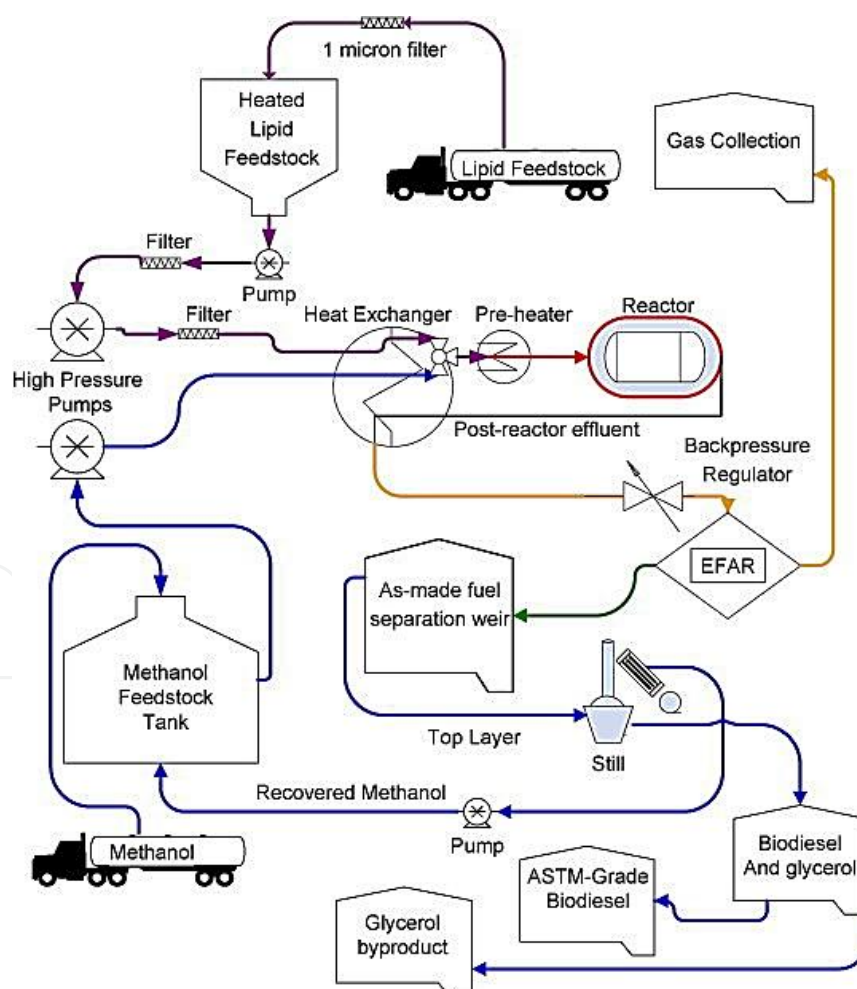 1 micron filter
Heated
Lipid
Feedstock
Lipid Feedstock
Gas Collection
Filter
Pump
Filter
Heat Exchanger
Pre-heater
Reactor
High Pressure
Pumps
Post-reactor effluent
Backpressure
Regulator
EFAR
As-made fuel
separation weir
Methanol
Feedstock
Tank
Top Layer
Still
Recovered Methanol
Pump
Methanol
Biodiesel
And glycerol
ASTM-Grade
Biodiesel
Glycerol
byproduct